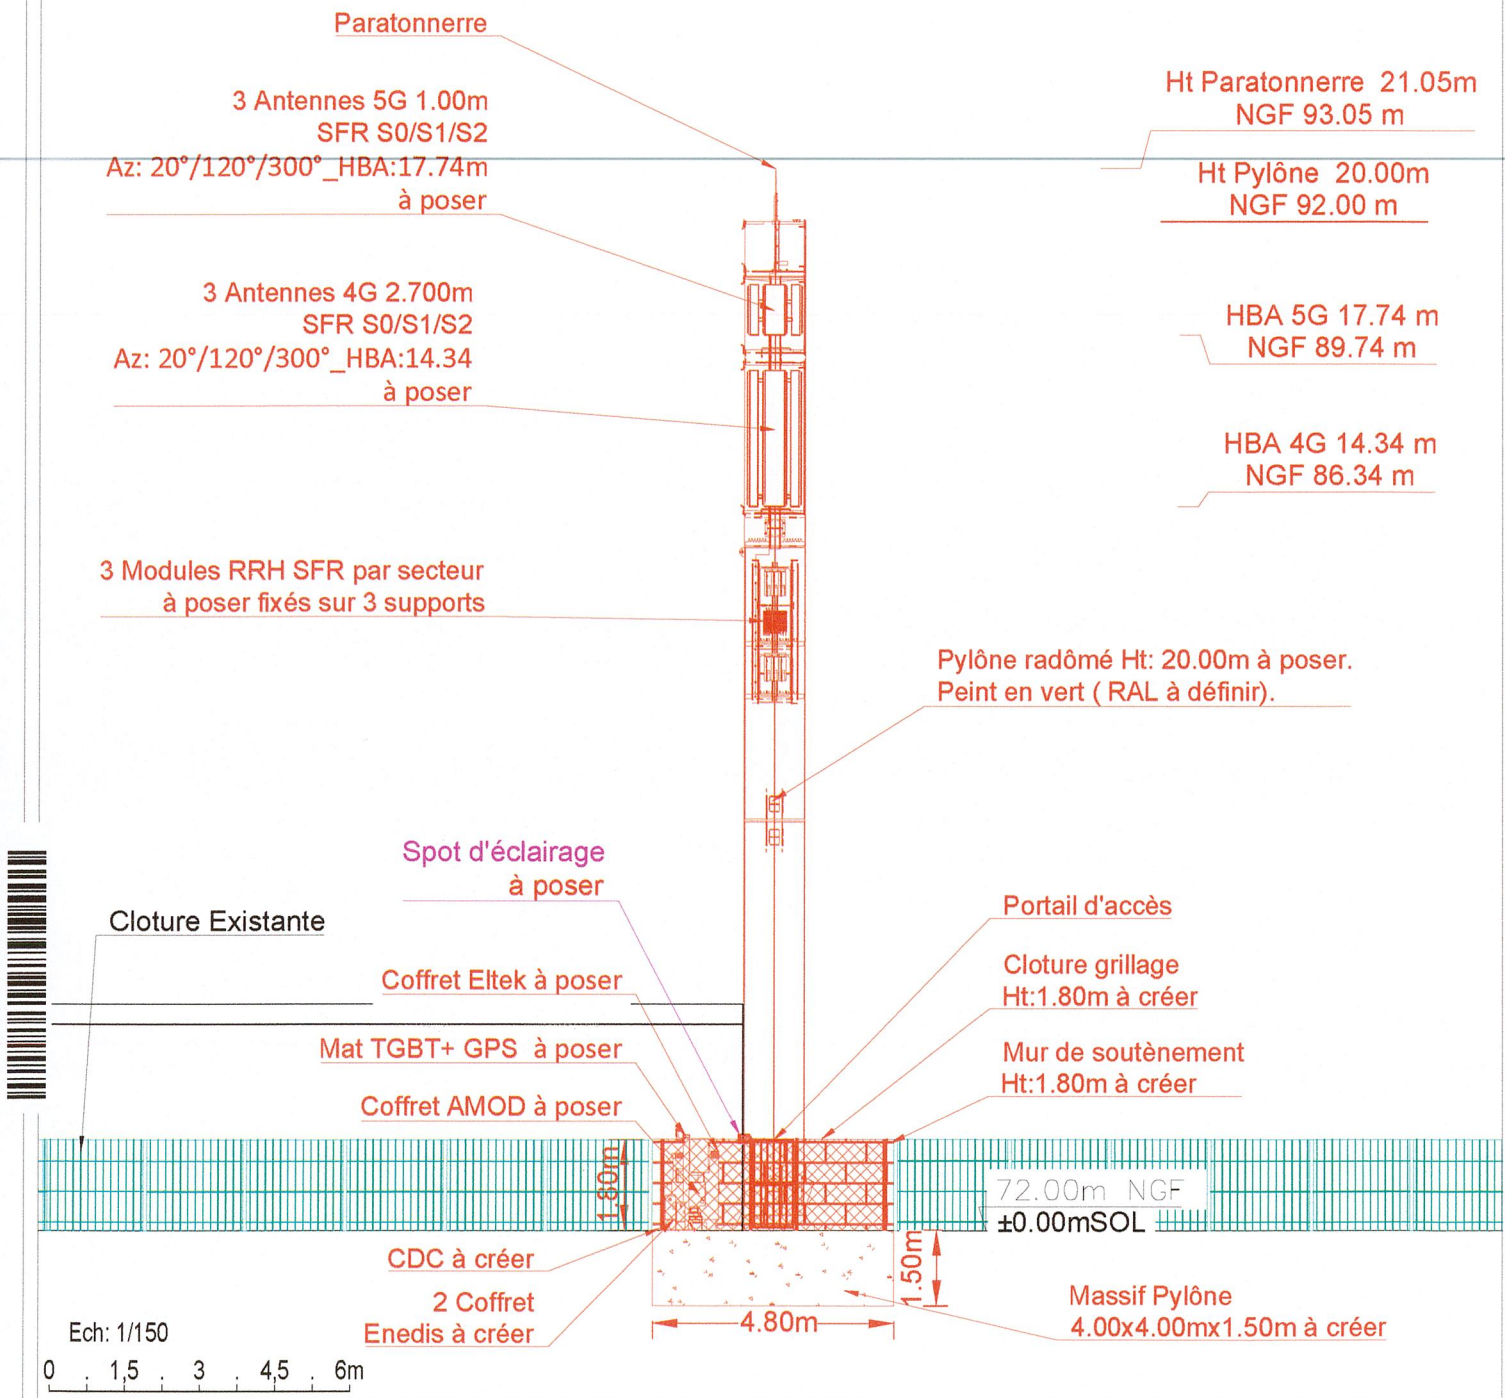 Paratonnerre
3 Antennes 5G 1.00m
SFR S0/S1/S2
Az: 20°/120°/300°_HBA:17.74m
à poser
Ht Paratonnerre 21.05m
NGF 93.05 m
Ht Pylône 20.00m
NGF 92.00 m
3 Antennes 4G 2.700m
SFR S0/S1/S2
Az: 20°/120°/300°_HBA:14.34
à poser
HBA 5G 17.74 m
NGF 89.74 m
HBA 4G 14.34 m
NGF 86.34 m
3 Modules RRH SFR par secteur
à poser fixés sur 3 supports
Pylône radômé Ht: 20.00m à poser.
Peint en vert ( RAL à définir).
Spot d'éclairage
à poser
Cloture Existante
Portail d'accès
Coffret Eltek à poser
Cloture grillage
Ht:1.80m à créer
Mat TGBT+ GPS à poser
Mur de soutènement
Ht:1.80m à créer
Coffret AMOD à poser
1.80m
72.00m NGF
±0.00mSOL
CDC à créer
1.50m
2 Coffret
Enedis à créer
4.80m
Massif Pylône
4.00x4.00mx1.50m à créer
Ech: 1/150
0 . 1,5 . 3 . 4,5 . 6m